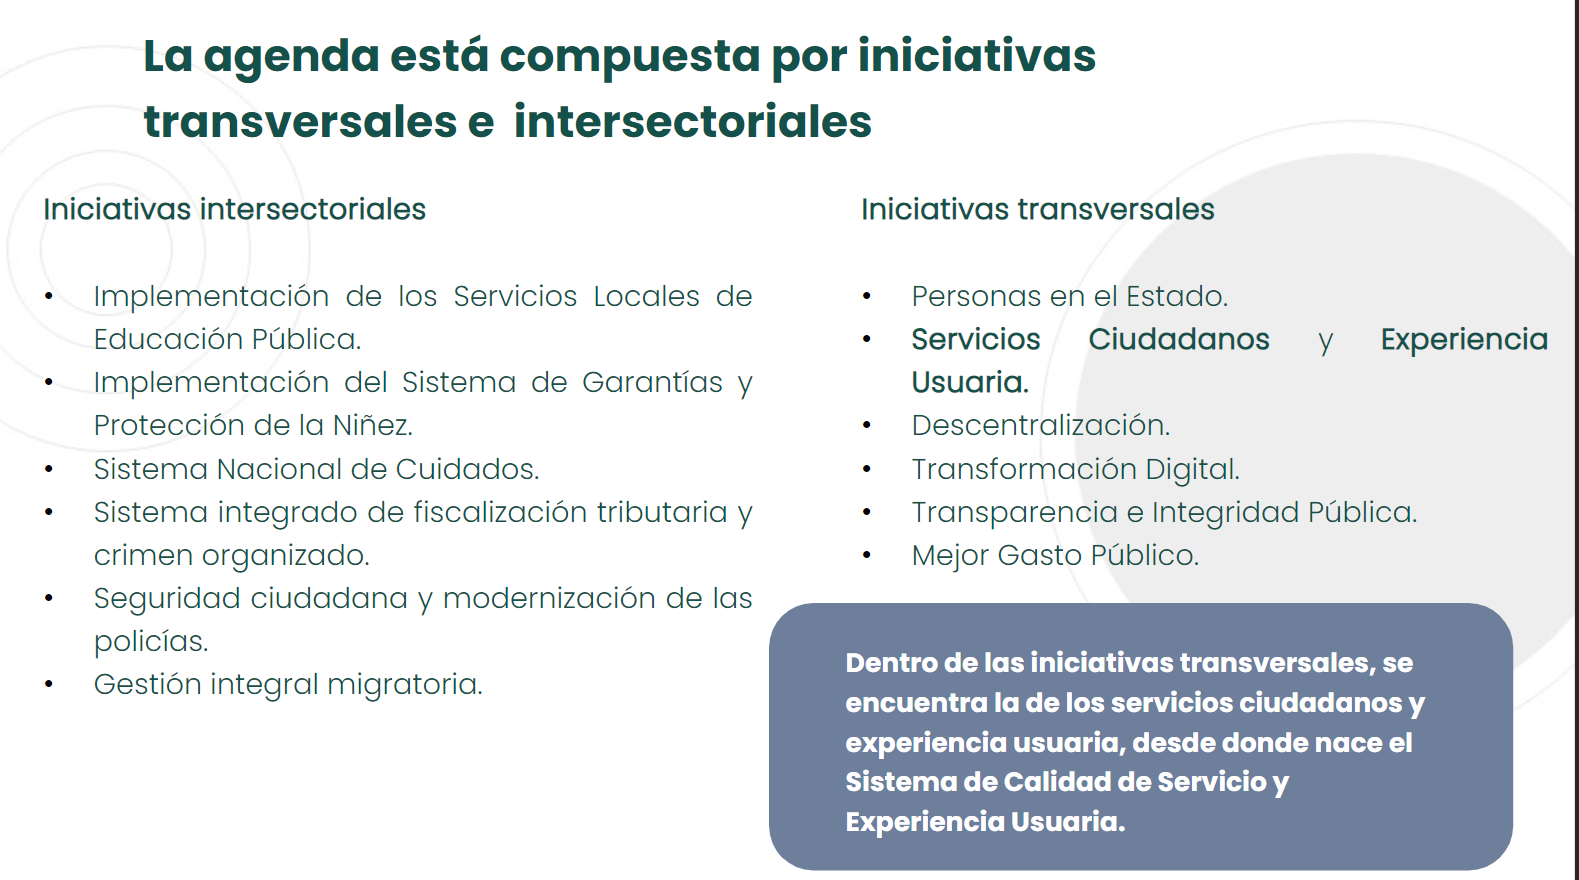 La agenda está compuesta por iniciativas
transversales e intersectoriales
Iniciativas intersectoriales
• Implementación de los Servicios Locales de
Educación Pública.
• Implementación del Sistema de Garantías y
Protección de la Niñez.
• Sistema Nacional de Cuidados.
• Sistema integrado de fiscalización tributaria y
crimen organizado.
• Seguridad ciudadana y modernización de las
policías.
• Gestión integral migratoria.
Iniciativas transversales
• Personas en el Estado.
• Servicios Ciudadanos y Experiencia
Usuaria.
• Descentralización.
• Transformación Digital.
• Transparencia e Integridad Pública.
• Mejor Gasto Público.
Dentro de las iniciativas transversales, se
encuentra la de los servicios ciudadanos y
experiencia usuaria, desde donde nace el
Sistema de Calidad de Servicio y
Experiencia Usuaria.